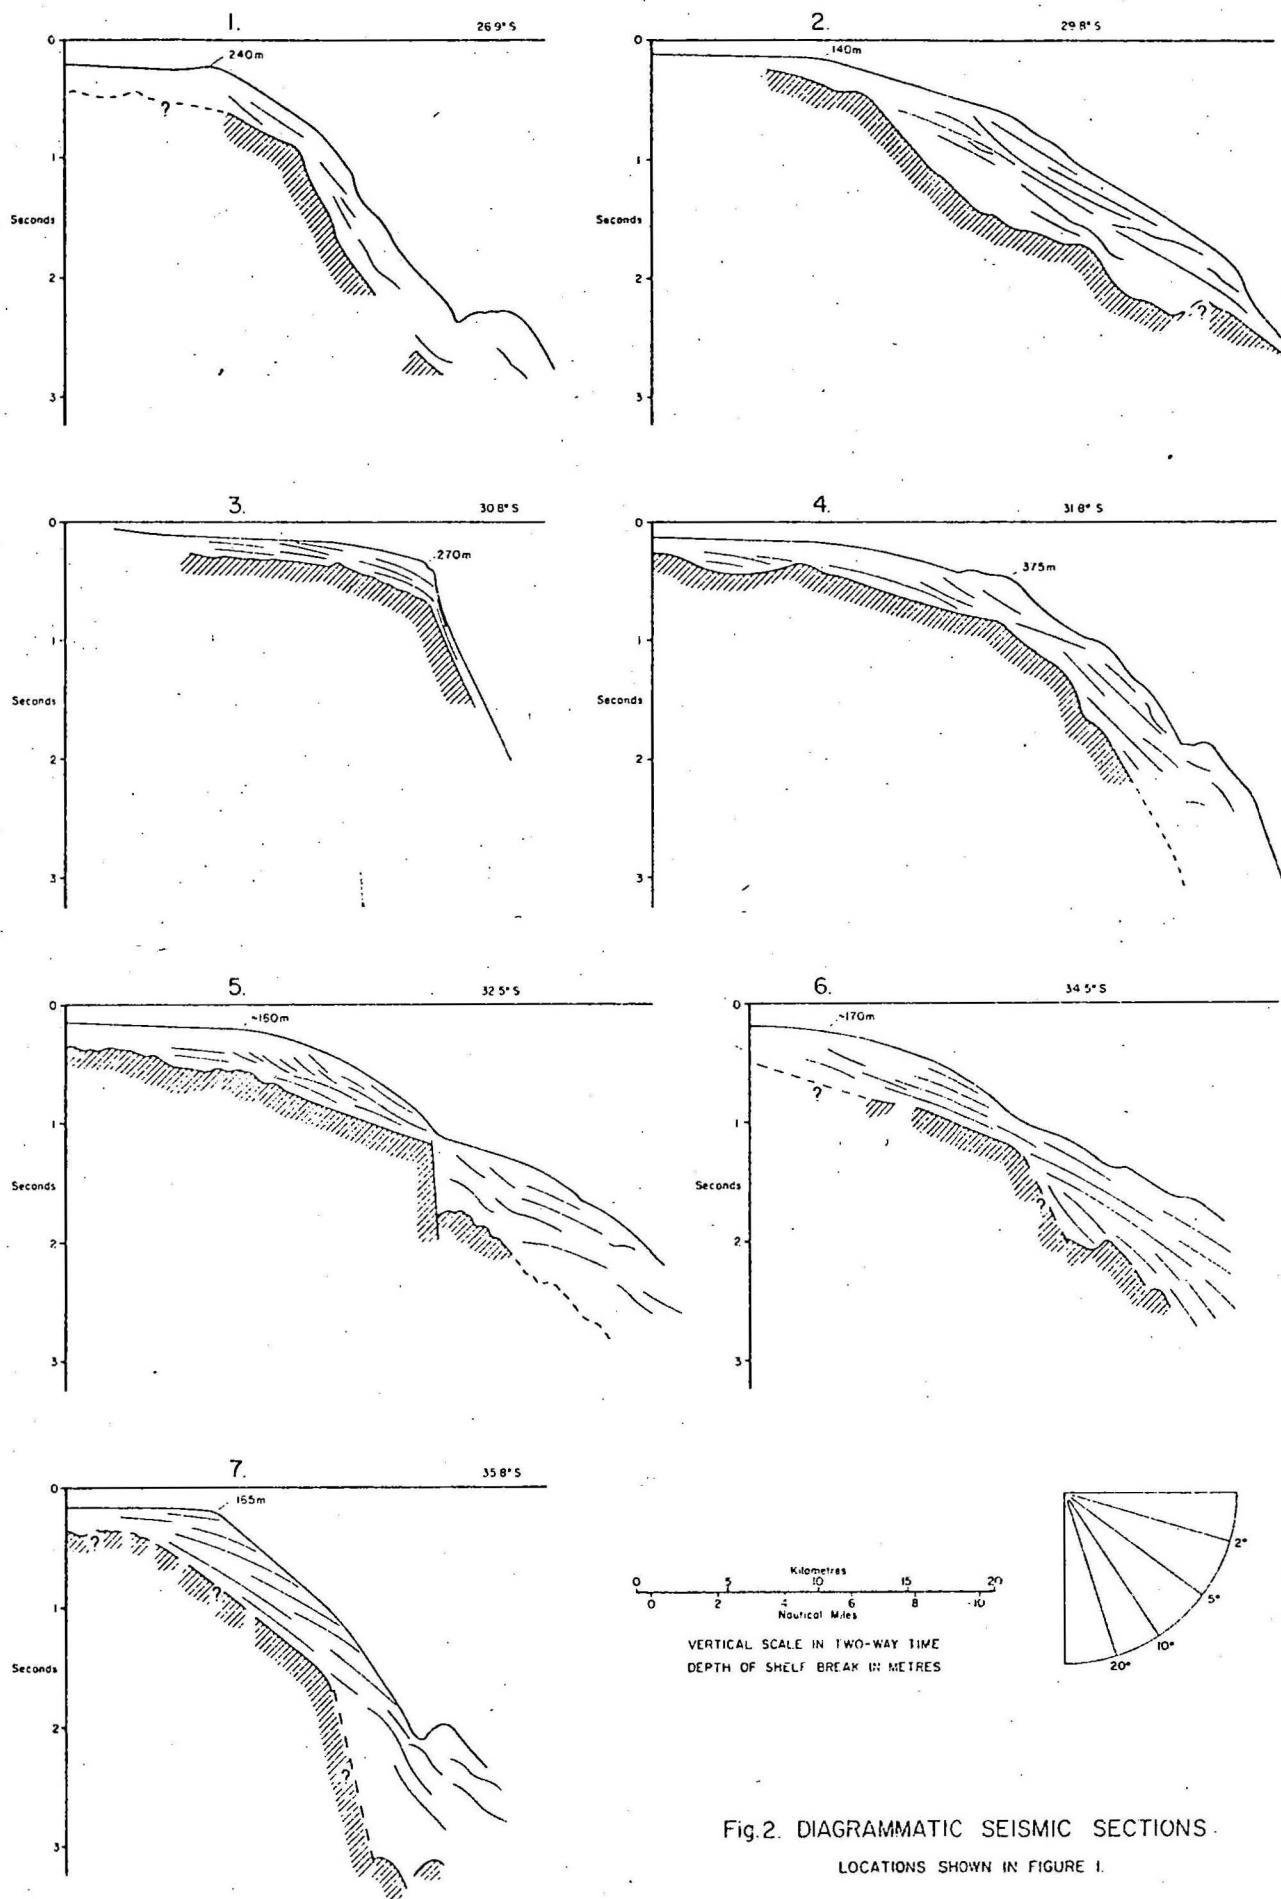 1. 26.9° S
240m
0
?
1
Seconds
2
3
2. 29.8° S
140m
0
1
Seconds
2
?
3
3. 30.8° S
0
270m
1
Seconds
2
3
4. 31.8° S
0
375m
1
Seconds
2
3
5. 32.5° S
0
~160m
1
Seconds
2
3
6. 34.5° S
0
~170m
?
1
Seconds
?
2
3
7. 35.8° S
0
165m
?
?
1
Seconds
2
?
3
Kilometres
0 5 10 15 20
0 2 4 6 8 10
Nautical Miles
VERTICAL SCALE IN TWO-WAY TIME
DEPTH OF SHELF BREAK IN METRES
2°
5°
10°
20°
Fig.2. DIAGRAMMATIC SEISMIC SECTIONS.
LOCATIONS SHOWN IN FIGURE 1.